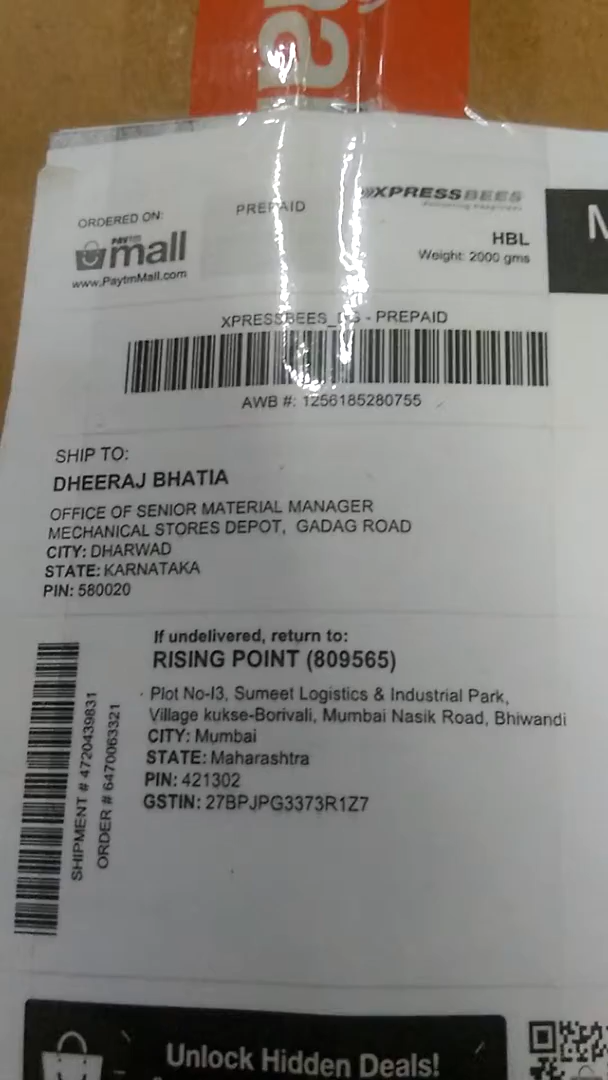 ORDERED ON:
PAYTM
mall
www.PaytmMall.com
PREPAID
XPRESSBEES
HBL
Weight: 2000 gms
N
- PREPAID
AWB #: 1256185280755
SHIP TO:
DHEERAJ BHATIA
OFFICE OF SENIOR MATERIAL MANAGER
MECHANICAL STORES DEPOT, GADAG ROAD
CITY: DHARWAD
STATE: KARNATAKA
PIN: 580020
If undelivered, return to:
RISING POINT (809565)
Plot No-I3, Sumeet Logistics & Industrial Park,
Village kukse-Borivali, Mumbai Nasik Road, Bhiwandi
CITY: Mumbai
STATE: Maharashtra
PIN: 421302
GSTIN: 27BPJPG3373R1Z7
SHIPMENT # 4720439831
ORDER # 6470063321
Unlock Hidden Deals!